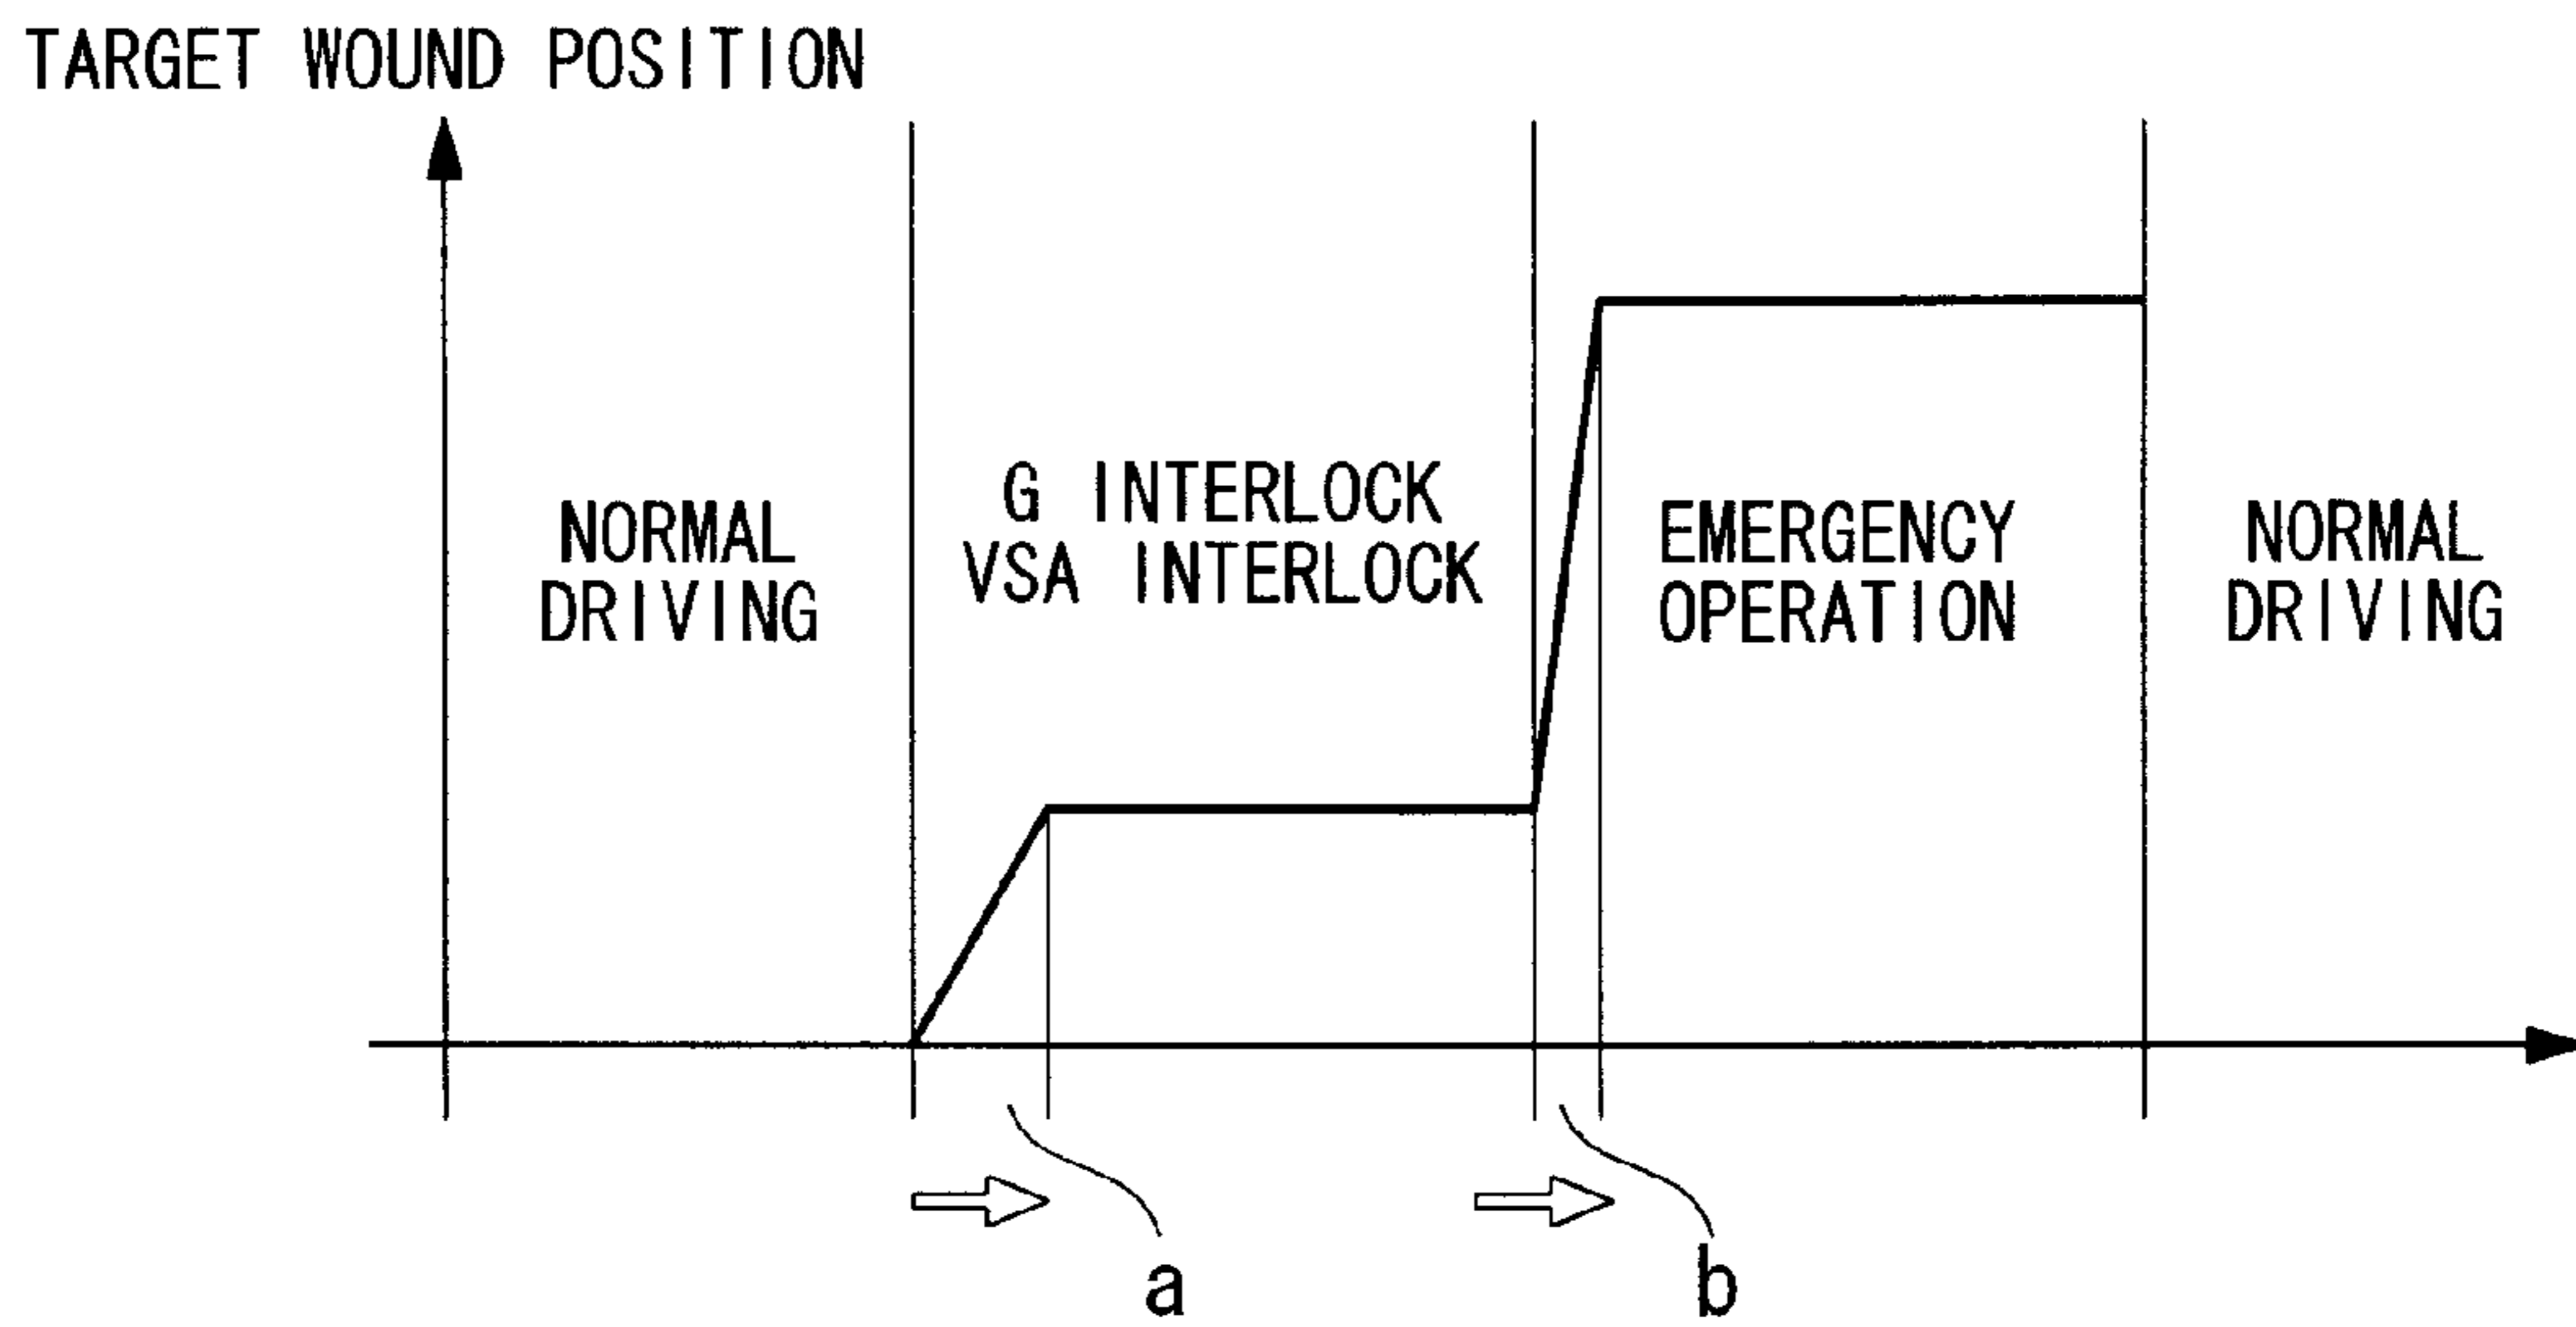 TARGET WOUND POSITION
NORMAL
DRIVING
G INTERLOCK
VSA INTERLOCK
EMERGENCY
OPERATION
NORMAL
DRIVING
a
b